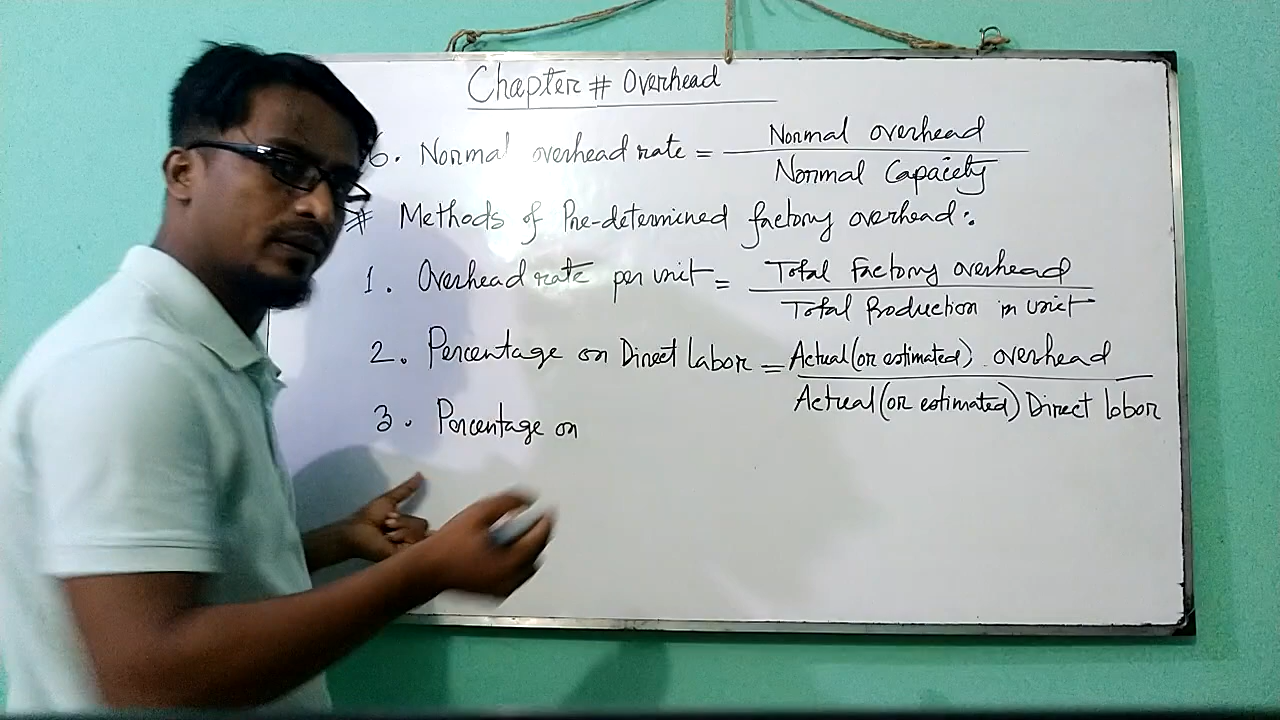 Chapter # Overhead
6. Normal overhead rate = Normal overhead
Normal Capaicty
# Methods of Pre-determined factory overhead:.
1. Overhead rate per unit = Total Factory overhead
Total Production in unit
2. Percentage on Direct labor = Actual (or estimated). overhead
Actual (or estimated) Direct labor
3. Percentage on